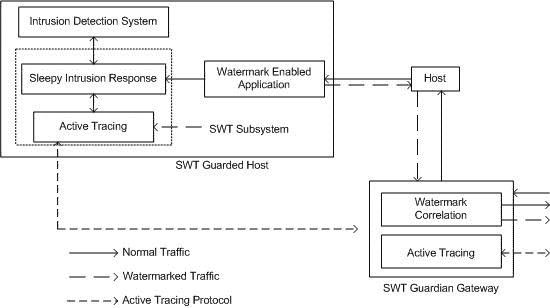 Intrusion Detection System
Sleepy Intrusion Response
Watermark Enabled
Application
Host
Active Tracing
SWT Subsystem
SWT Guarded Host
Watermark
Correlation
Active Tracing
SWT Guardian Gateway
Normal Traffic
Watermarked Traffic
Active Tracing Protocol